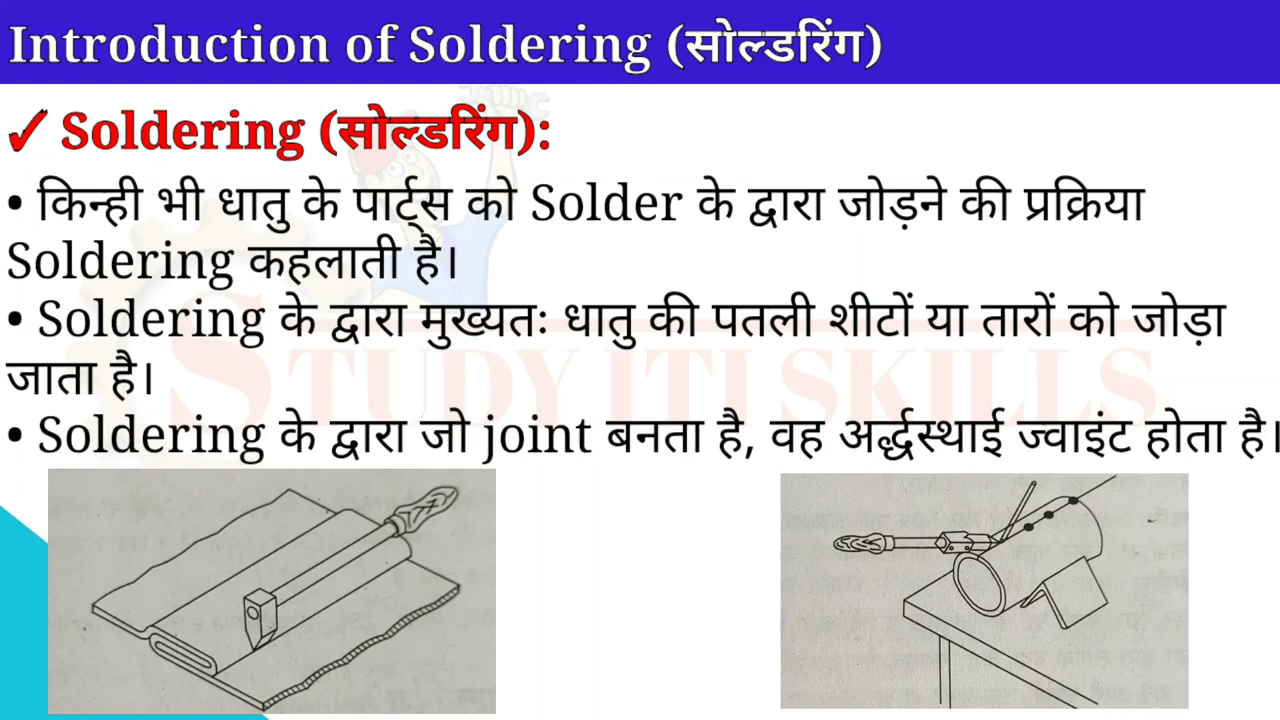 Introduction of Soldering (सोल्डरिंग)
✓ Soldering (सोल्डरिंग):
• किन्ही भी धातु के पार्ट्स को Solder के द्वारा जोड़ने की प्रक्रिया
Soldering कहलाती है।
• Soldering के द्वारा मुख्यतः धातु की पतली शीटों या तारों को जोड़ा
जाता है।
STUDY ITI SKILLS
• Soldering के द्वारा जो joint बनता है, वह अर्द्धस्थाई ज्वाइंट होता है।